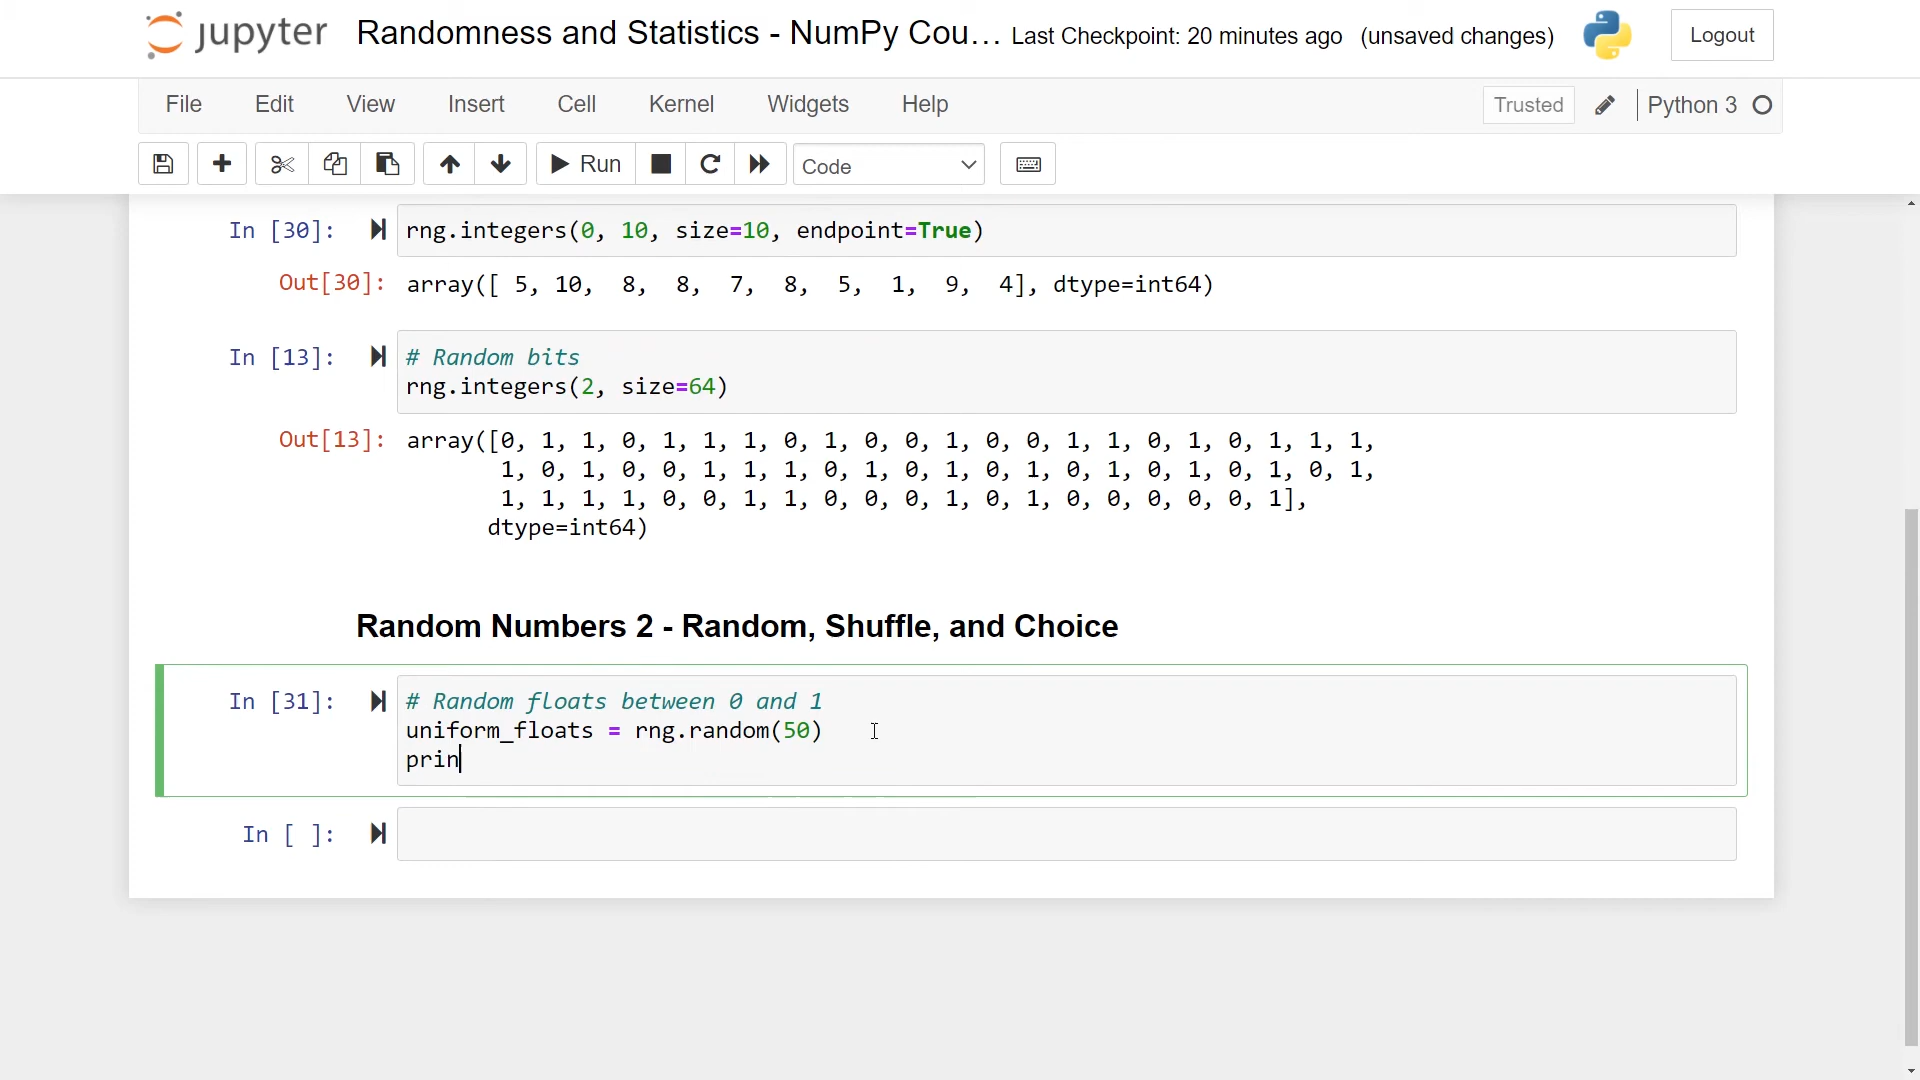 jupyter Randomness and Statistics - NumPy Cou... Last Checkpoint: 20 minutes ago (unsaved changes) Logout
File Edit View Insert Cell Kernel Widgets Help Trusted Python 3
Run Code
In [30]: rng.integers(0, 10, size=10, endpoint=True)
Out[30]: array([ 5, 10, 8, 8, 7, 8, 5, 1, 9, 4], dtype=int64)
In [13]: # Random bits
rng.integers(2, size=64)
Out[13]: array([0, 1, 1, 0, 1, 1, 1, 0, 1, 0, 0, 1, 0, 0, 1, 1, 0, 1, 0, 1, 1, 1,
1, 0, 1, 0, 0, 1, 1, 1, 0, 1, 0, 1, 0, 1, 0, 1, 0, 1, 0, 1, 0, 1,
1, 1, 1, 1, 0, 0, 1, 1, 0, 0, 0, 1, 0, 1, 0, 0, 0, 0, 0, 1],
dtype=int64)
Random Numbers 2 - Random, Shuffle, and Choice
In [31]: # Random floats between 0 and 1
uniform_floats = rng.random(50)
prin
In [ ]: